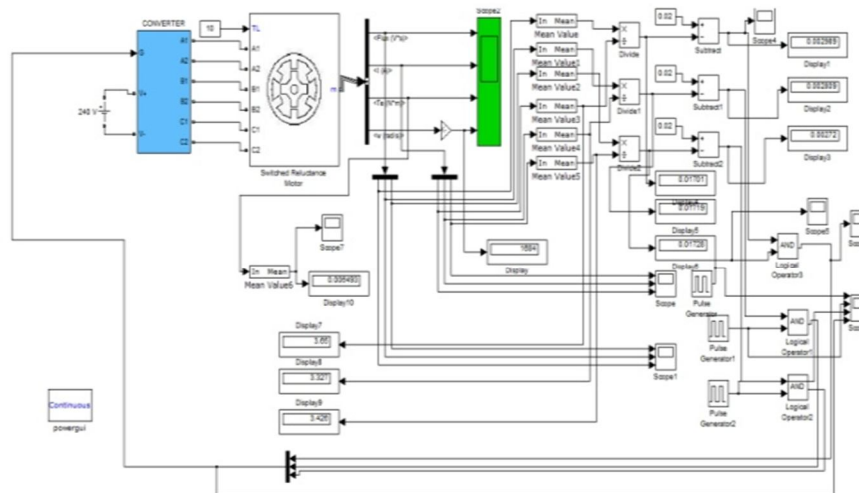 CONVERTER
G
V+
V-
240 V
A1
A2
B1
B2
C1
C2
10
TL
A1
A2
B1
B2
C1
C2
m
Switched Reluctance
Motor
<I (A)>
<Te (N*m)>
Scope2
In Mean
Mean Value
In Mean
Mean Value1
In Mean
Mean Value2
In Mean
Mean Value3
In Mean
Mean Value4
In Mean
Mean Value5
Divide
Divide1
Divide2
0.02
Subtract
0.02
Subtract1
0.02
Subtract2
Scope4
0.002989
Display1
0.002809
Display2
0.00272
Display3
0.01701
0.01719
Display5
0.01728
Display6
Scope5
AND
Logical
Operator3
Scope7
In Mean
Mean Value6
0.006493
Display10
1684
Display
Scope
Pulse
Generator
Pulse
Generator1
AND
Logical
Operator1
Display7
3.65
Display8
3.327
Display9
3.426
Scope1
Pulse
Generator2
AND
Logical
Operator2
Continuous
powergui